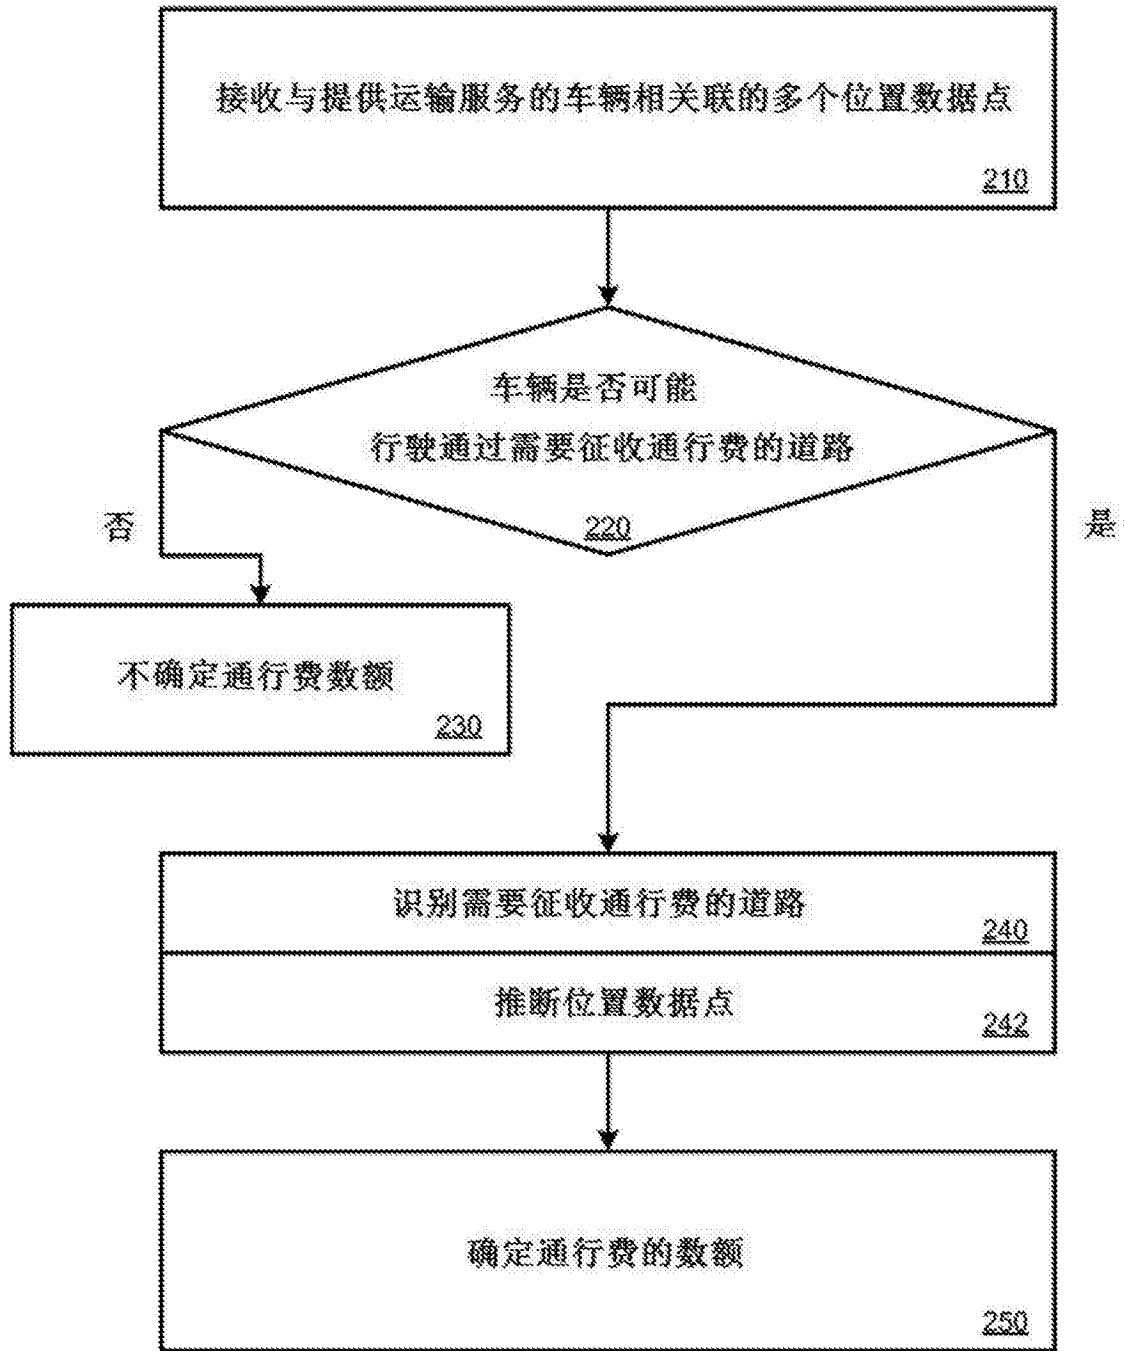 接收与提供运输服务的车辆相关联的多个位置数据点
210
车辆是否可能
行驶通过需要征收通行费的道路
220
否
是
不确定通行费数额
230
识别需要征收通行费的道路
240
推断位置数据点
242
确定通行费的数额
250